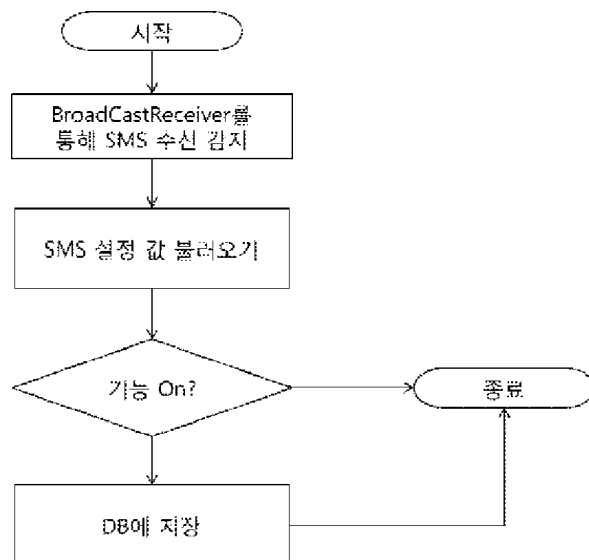 시작
BroadCastReceiver를
통해 SMS 수신 감지
SMS 설정 값 불러오기
기능 On?
종료
DB에 저장